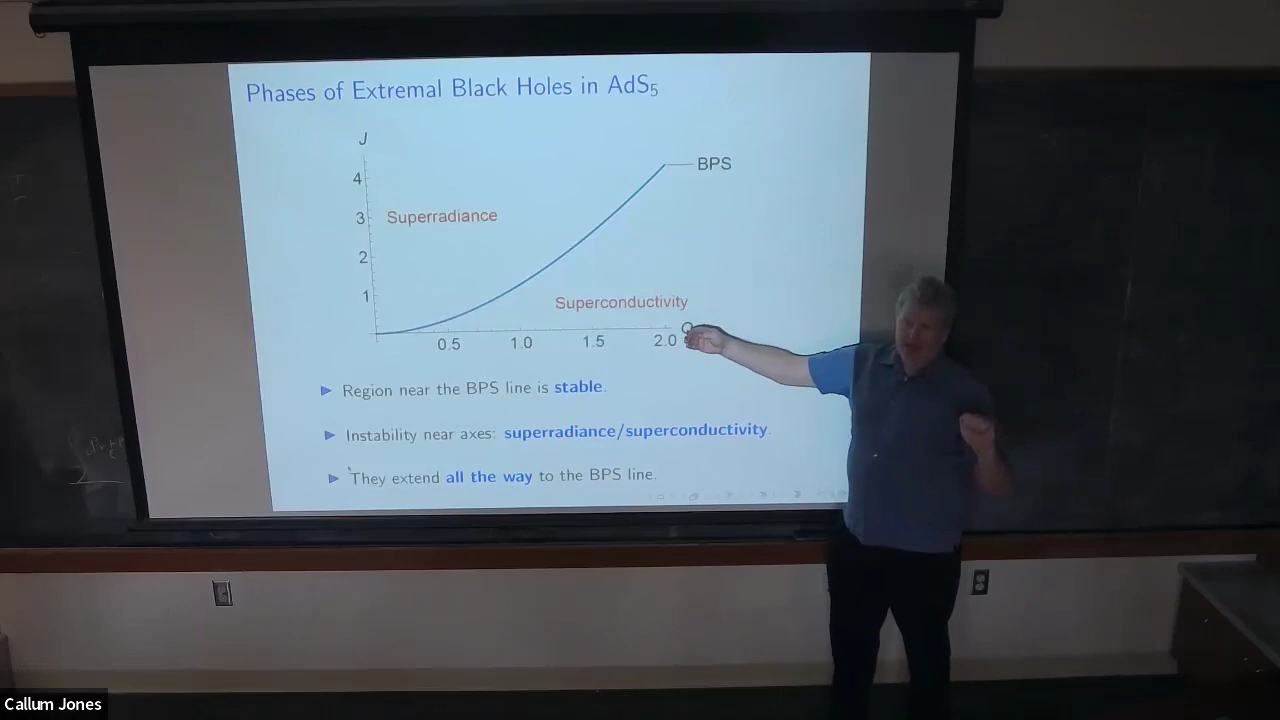 Phases of Extremal Black Holes in AdS5
J
BPS
4
3
Superradiance
2
1
Superconductivity
Q
0.5 1.0 1.5 2.0
Region near the BPS line is stable.
Instability near axes: superradiance/superconductivity.
They extend all the way to the BPS line.
Callum Jones